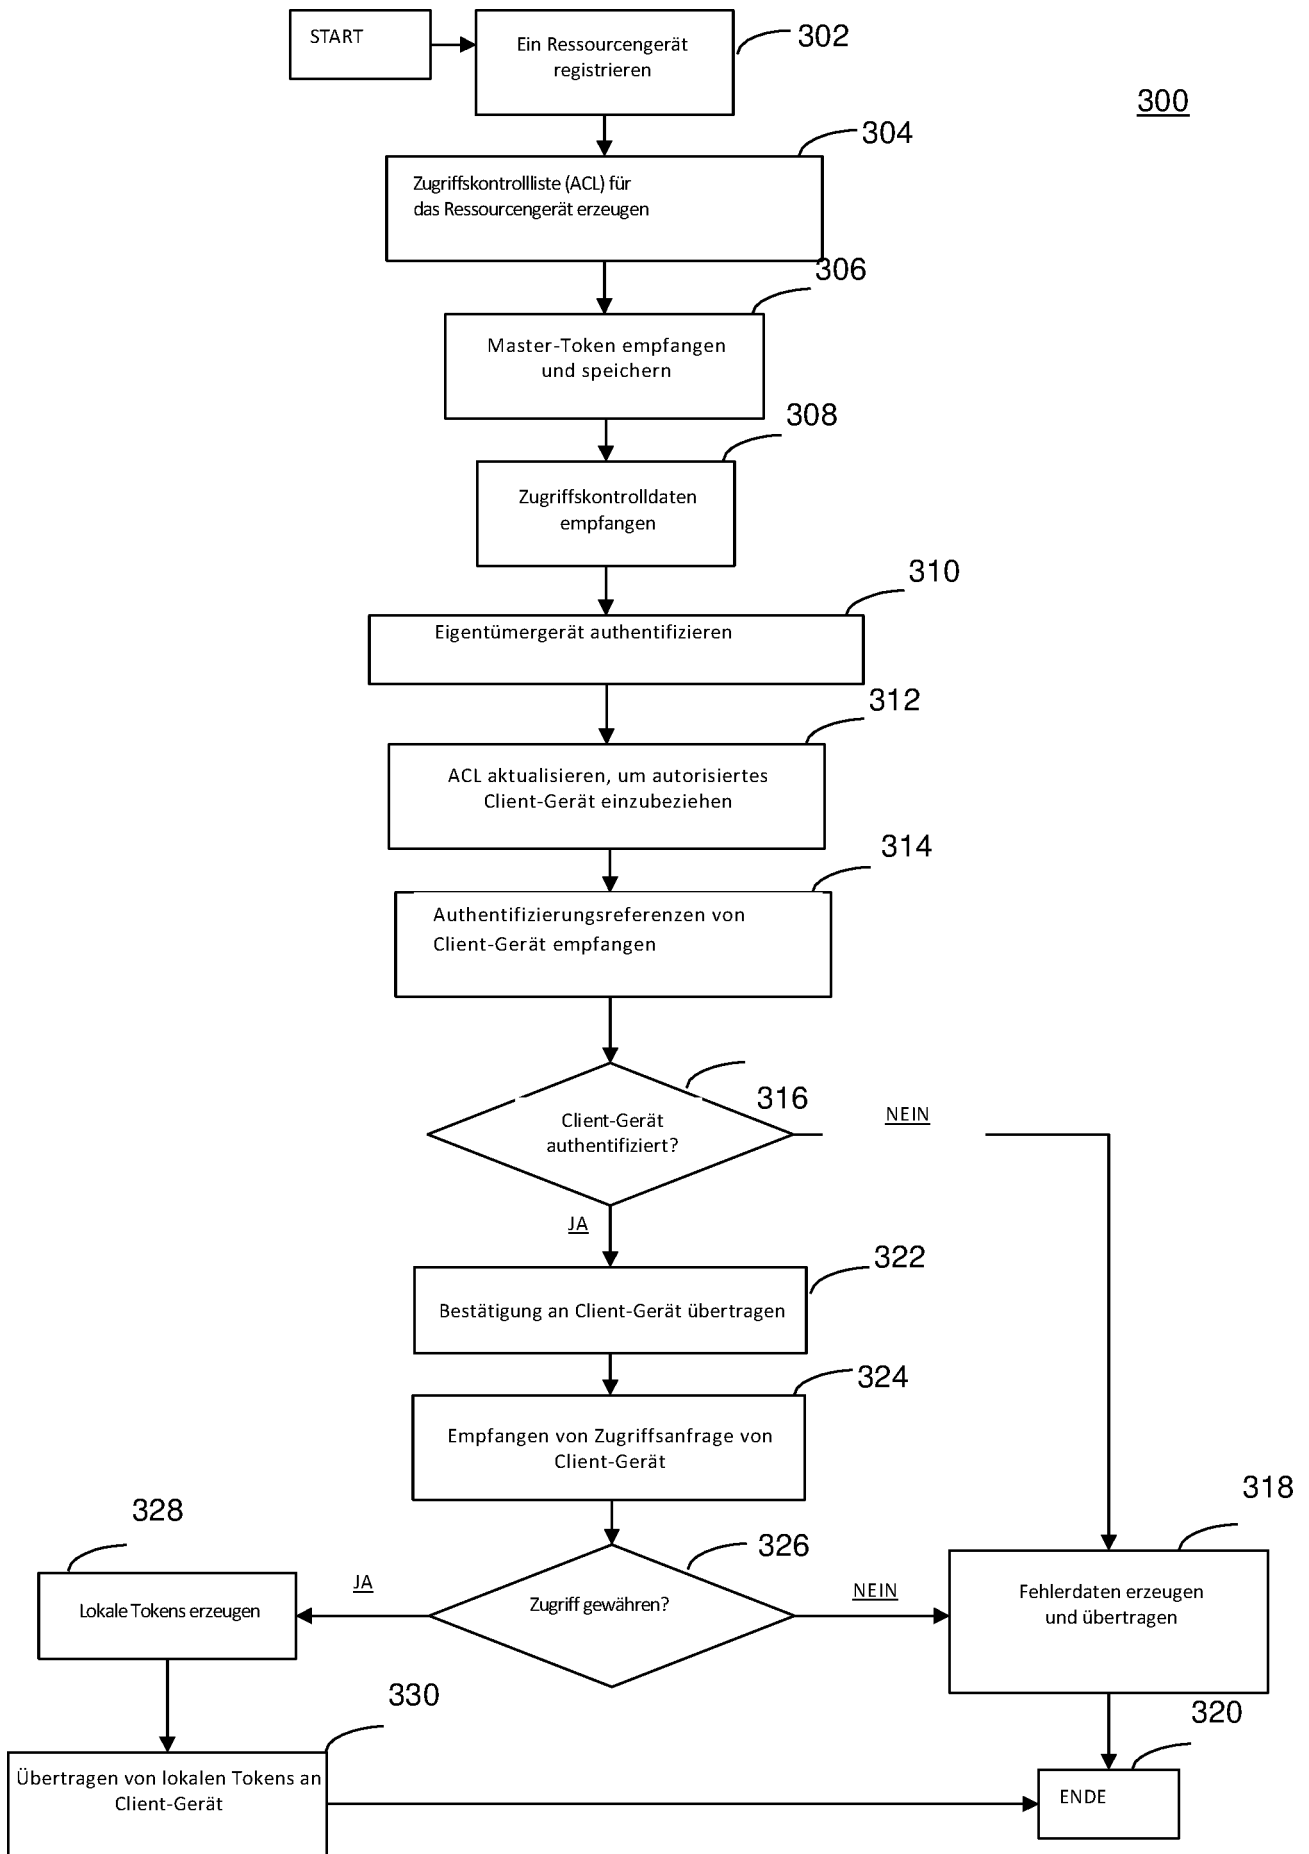 START
Ein Ressourcengerät
registrieren
302
300
304
Zugriffskontrollliste (ACL) für
das Ressourcengerät erzeugen
306
Master-Token empfangen
und speichern
308
Zugriffskontrolldaten
empfangen
310
Eigentümergerät authentifizieren
312
ACL aktualisieren, um autorisiertes
Client-Gerät einzubeziehen
314
Authentifizierungsreferenzen von
Client-Gerät empfangen
316
Client-Gerät
authentifiziert?
NEIN
JA
322
Bestätigung an Client-Gerät übertragen
324
Empfangen von Zugriffsanfrage von
Client-Gerät
318
328
326
JA
Zugriff gewähren?
NEIN
Lokale Tokens erzeugen
Fehlerdaten erzeugen
und übertragen
330
320
Übertragen von lokalen Tokens an
Client-Gerät
ENDE